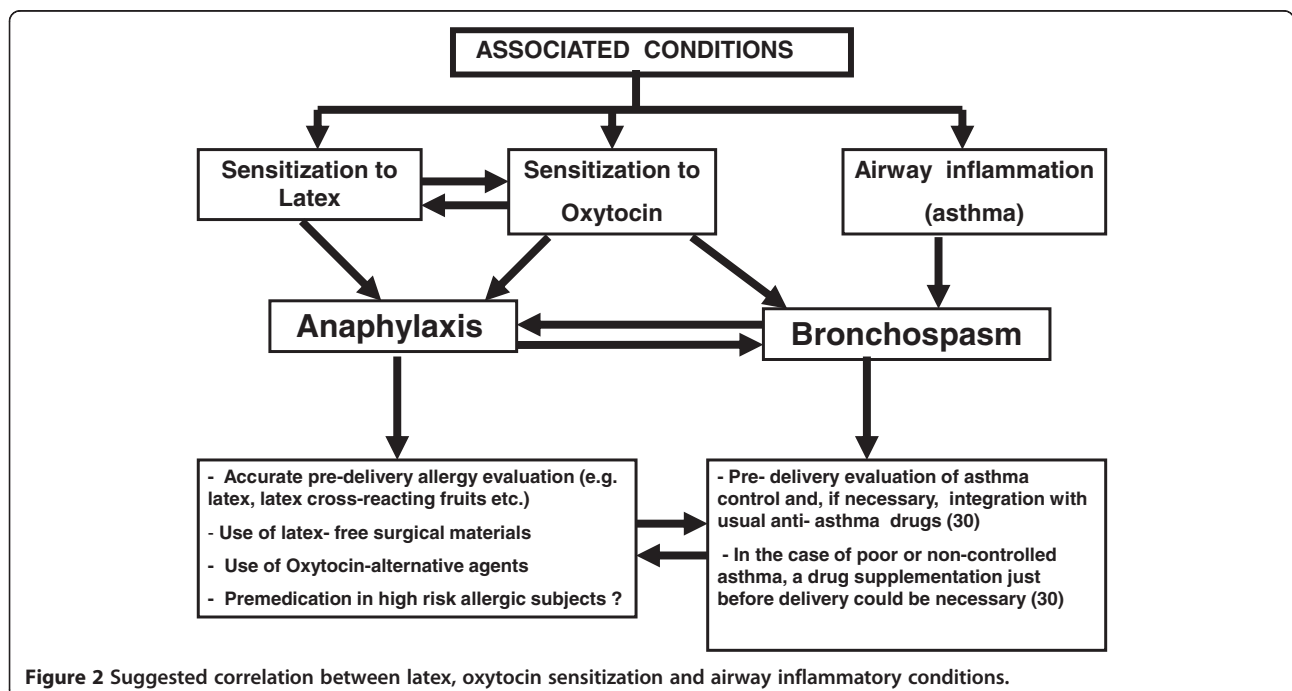 ASSOCIATED CONDITIONS
Sensitization to
Latex
Sensitization to
Oxytocin
Airway inflammation
(asthma)
Anaphylaxis
Bronchospasm
- Accurate pre-delivery allergy evaluation (e.g.
latex, latex cross-reacting fruits etc.)
- Use of latex- free surgical materials
- Use of Oxytocin-alternative agents
- Premedication in high risk allergic subjects ?
- Pre- delivery evaluation of asthma
control and, if necessary, integration with
usual anti- asthma drugs (30)
- In the case of poor or non-controlled
asthma, a drug supplementation just
before delivery could be necessary (30)
Figure 2 Suggested correlation between latex, oxytocin sensitization and airway inflammatory conditions.